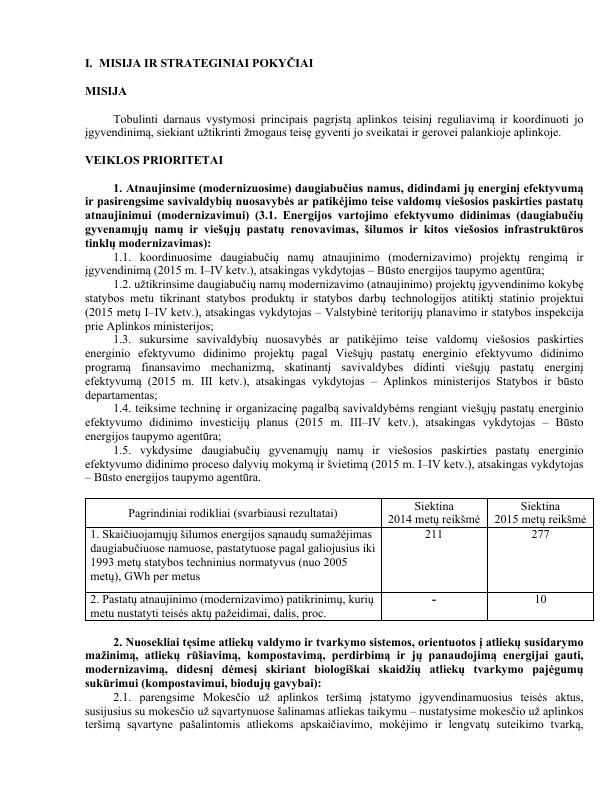 I. MISIJA IR STRATEGINIAI POKYČIAI
MISIJA
Tobulinti darnaus vystymosi principais pagrįstą aplinkos teisinį reguliavimą ir koordinuoti jo
įgyvendinimą, siekiant užtikrinti žmogaus teisę gyventi jo sveikatai ir gerovei palankioje aplinkoje.
VEIKLOS PRIORITETAI
1. Atnaujinsime (modernizuosime) daugiabučius namus, didindami jų energinį efektyvumą
ir pasirengsime savivaldybių nuosavybės ar patikėjimo teise valdomų viešosios paskirties pastatų
atnaujinimui (modernizavimui) (3.1. Energijos vartojimo efektyvumo didinimas (daugiabučių
gyvenamųjų namų ir viešųjų pastatų renovavimas, šilumos ir kitos viešosios infrastruktūros
tinklų modernizavimas):
1.1. koordinuosime daugiabučių namų atnaujinimo (modernizavimo) projektų rengimą ir
įgyvendinimą (2015 m. I–IV ketv.), atsakingas vykdytojas – Būsto energijos taupymo agentūra;
1.2. užtikrinsime daugiabučių namų modernizavimo (atnaujinimo) projektų įgyvendinimo kokybę
statybos metu tikrinant statybos produktų ir statybos darbų technologijos atitiktį statinio projektui
(2015 metų I–IV ketv.), atsakingas vykdytojas – Valstybinė teritorijų planavimo ir statybos inspekcija
prie Aplinkos ministerijos;
1.3. sukursime savivaldybių nuosavybės ar patikėjimo teise valdomų viešosios paskirties
energinio efektyvumo didinimo projektų pagal Viešųjų pastatų energinio efektyvumo didinimo
programą finansavimo mechanizmą, skatinantį savivaldybes didinti viešųjų pastatų energinį
efektyvumą (2015 m. III ketv.), atsakingas vykdytojas – Aplinkos ministerijos Statybos ir būsto
departamentas;
1.4. teiksime techninę ir organizacinę pagalbą savivaldybėms rengiant viešųjų pastatų energinio
efektyvumo didinimo investicijų planus (2015 m. III–IV ketv.), atsakingas vykdytojas – Būsto
energijos taupymo agentūra;
1.5. vykdysime daugiabučių gyvenamųjų namų ir viešosios paskirties pastatų energinio
efektyvumo didinimo proceso dalyvių mokymą ir švietimą (2015 m. I–IV ketv.), atsakingas vykdytojas
– Būsto energijos taupymo agentūra.
Pagrindiniai rodikliai (svarbiausi rezultatai)
Siektina
2014 metų reikšmė
Siektina
2015 metų reikšmė
1. Skaičiuojamųjų šilumos energijos sąnaudų sumažėjimas
daugiabučiuose namuose, pastatytuose pagal galiojusius iki
1993 metų statybos techninius normatyvus (nuo 2005
metų), GWh per metus
211
277
2. Pastatų atnaujinimo (modernizavimo) patikrinimų, kurių
metu nustatyti teisės aktų pažeidimai, dalis, proc.
-
10
2. Nuosekliai tęsime atliekų valdymo ir tvarkymo sistemos, orientuotos į atliekų susidarymo
mažinimą, atliekų rūšiavimą, kompostavimą, perdirbimą ir jų panaudojimą energijai gauti,
modernizavimą, didesnį dėmesį skiriant biologiškai skaidžių atliekų tvarkymo pajėgumų
sukūrimui (kompostavimui, biodujų gavybai):
2.1. parengsime Mokesčio už aplinkos teršimą įstatymo įgyvendinamuosius teisės aktus,
susijusius su mokesčio už sąvartynuose šalinamas atliekas taikymu – nustatysime mokesčio už aplinkos
teršimą sąvartyne pašalintomis atliekoms apskaičiavimo, mokėjimo ir lengvatų suteikimo tvarką,